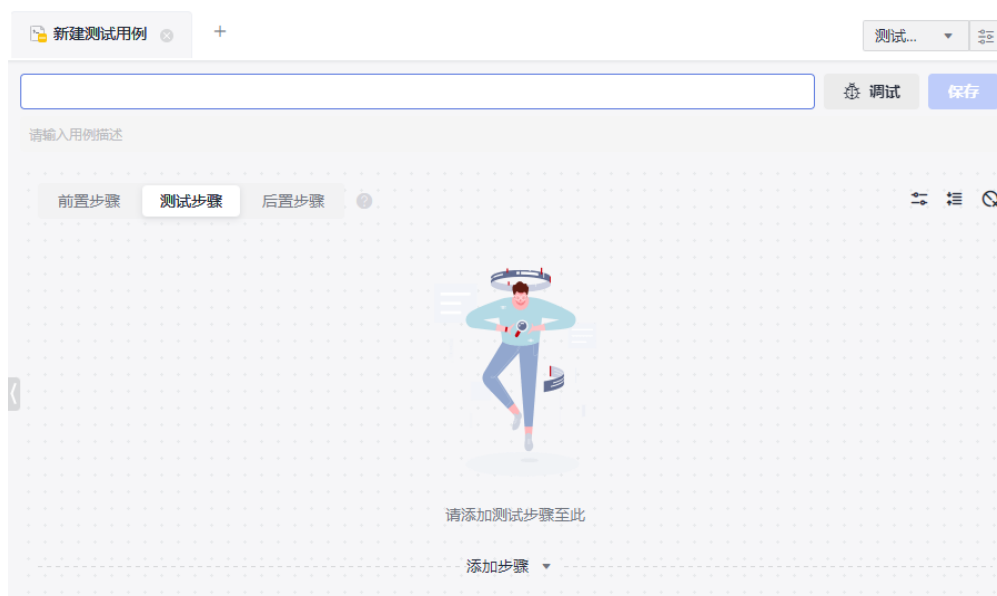 新建测试用例
测试...
调试 保存
请输入用例描述
前置步骤 测试步骤 后置步骤
请添加测试步骤至此
添加步骤